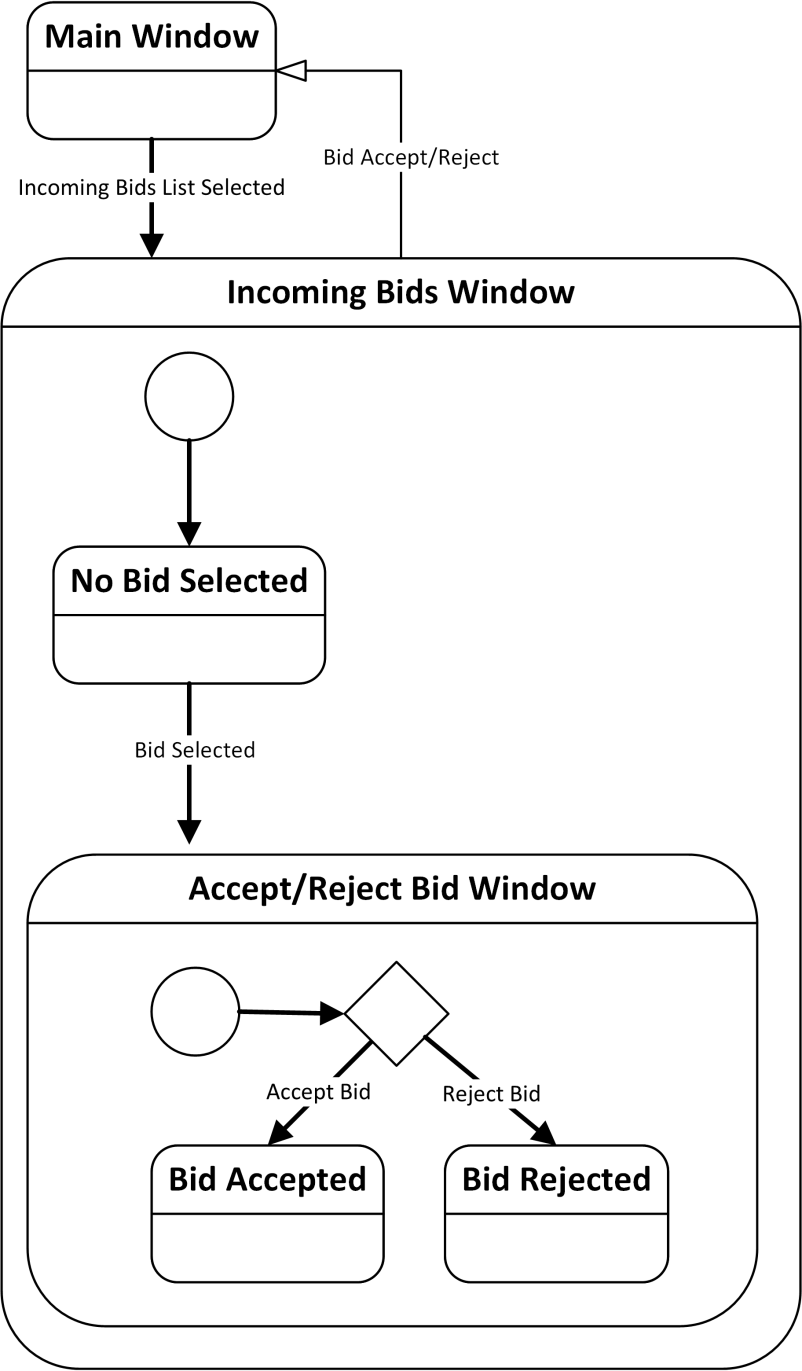 Main Window
Bid Accept/Reject
Incoming Bids List Selected
Incoming Bids Window
No Bid Selected
Bid Selected
Accept/Reject Bid Window
Accept Bid
Reject Bid
Bid Accepted
Bid Rejected